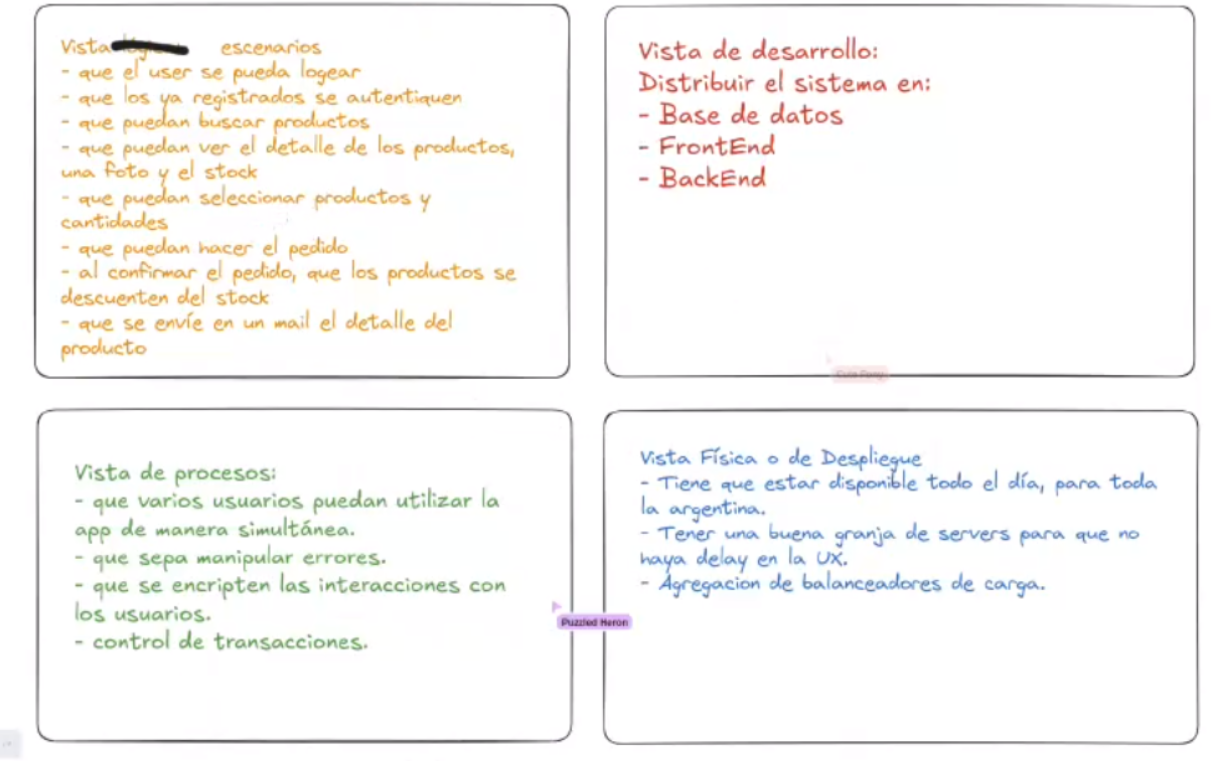 Vista escenarios
- que el user se pueda logear
- que los ya registrados se autentiquen
- que puedan buscar productos
- que puedan ver el detalle de los productos,
una foto y el stock
- que puedan seleccionar productos y
cantidades
- que puedan hacer el pedido
- al confirmar el pedido, que los productos se
descuenten del stock
- que se envíe en un mail el detalle del
producto
Vista de desarrollo:
Distribuir el sistema en:
- Base de datos
- FrontEnd
- BackEnd
Vista de procesos:
- que varios usuarios puedan utilizar la
app de manera simultánea.
- que sepa manipular errores.
- que se encripten las interacciones con
los usuarios.
- control de transacciones.
Vista Física o de Despliegue
- Tiene que estar disponible todo el día, para toda
la argentina.
- Tener una buena granja de servers para que no
haya delay en la UX.
- Agregacion de balanceadores de carga.
Puzzled Heron